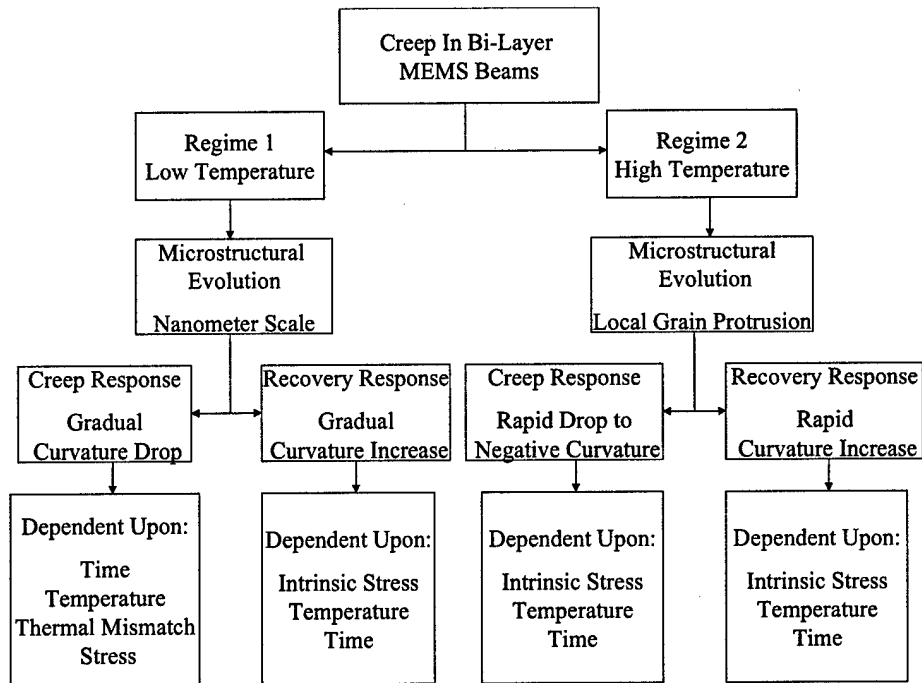 Creep In Bi-Layer
MEMS Beams
Regime 1
Low Temperature
Regime 2
High Temperature
Microstructural
Evolution
Nanometer Scale
Microstructural
Evolution
Local Grain Protrusion
Creep Response
Gradual
Curvature Drop
Recovery Response
Gradual
Curvature Increase
Creep Response
Rapid Drop to
Negative Curvature
Recovery Response
Rapid
Curvature Increase
Dependent Upon:
Time
Temperature
Thermal Mismatch
Stress
Dependent Upon:
Intrinsic Stress
Temperature
Time
Dependent Upon:
Intrinsic Stress
Temperature
Time
Dependent Upon:
Intrinsic Stress
Temperature
Time